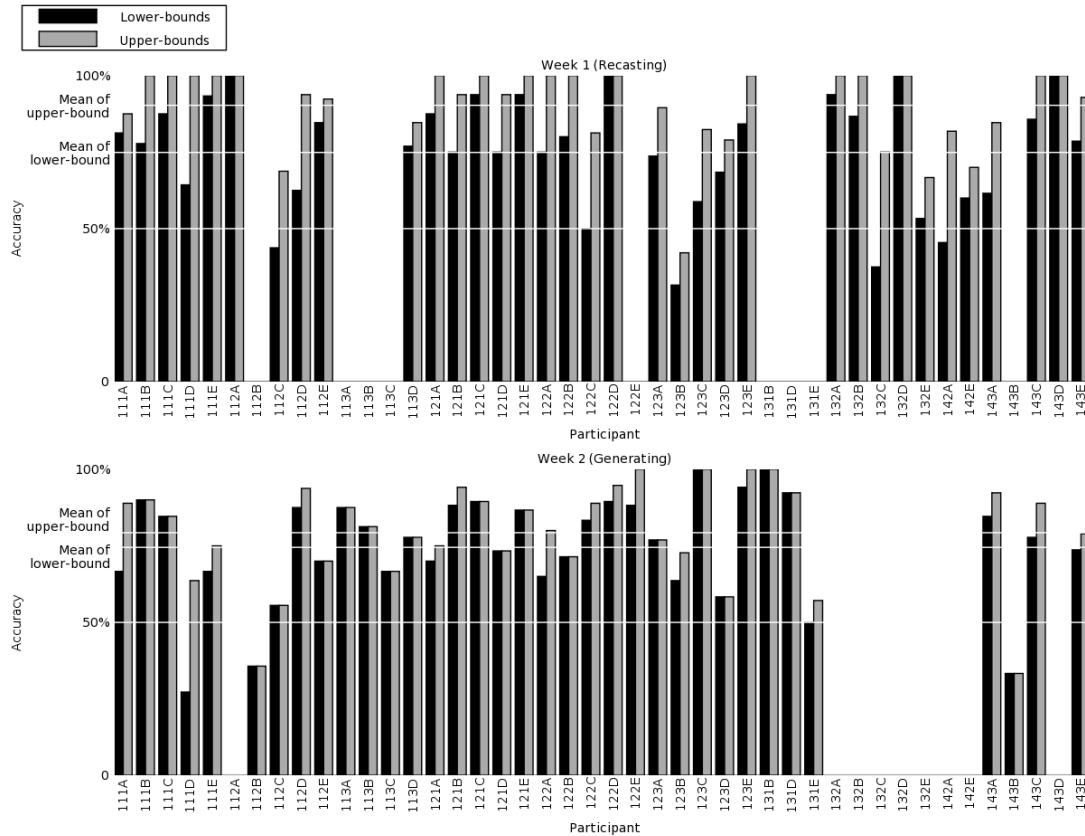 Lower-bounds
Upper-bounds
Week 1 (Recasting)
100%
Mean of
upper-bound
Mean of
lower-bound
50%
0
Accuracy
111A 111B 111C 111D 111E 112A 112B 112C 112D 112E 113A 113B 113C 113D 121A 121B 121C 121D 121E 122A 122B 122C 122D 122E 123A 123B 123C 123D 123E 131B 131D 131E 132A 132B 132C 132D 132E 142A 142E 143A 143B 143C 143D 143E
Participant
Week 2 (Generating)
100%
Mean of
upper-bound
Mean of
lower-bound
50%
0
Accuracy
111A 111B 111C 111D 111E 112A 112B 112C 112D 112E 113A 113B 113C 113D 121A 121B 121C 121D 121E 122A 122B 122C 122D 122E 123A 123B 123C 123D 123E 131B 131D 131E 132A 132B 132C 132D 132E 142A 142E 143A 143B 143C 143D 143E
Participant